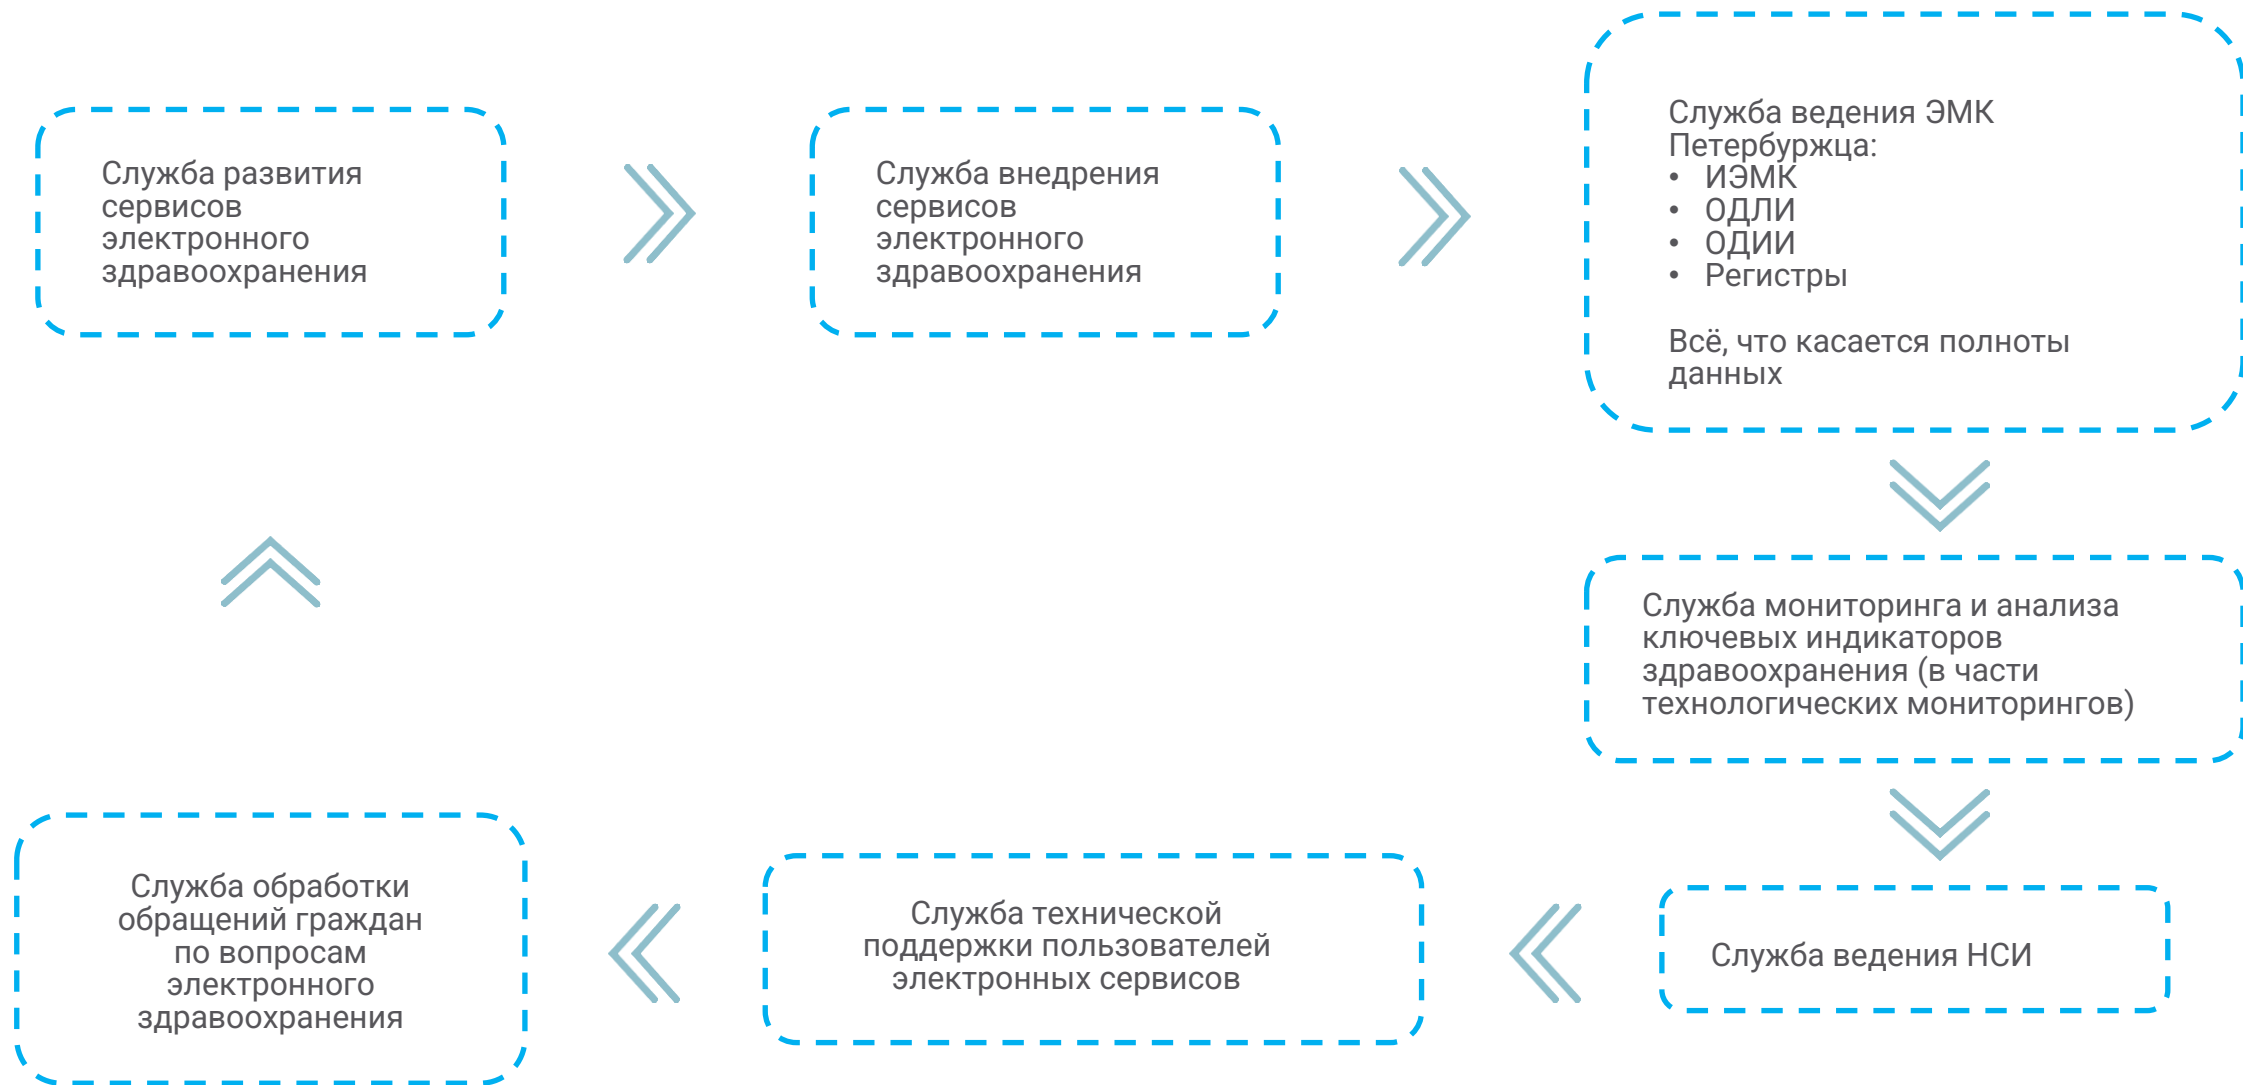 Служба развития
сервисов
электронного
здравоохранения
Служба внедрения
сервисов
электронного
здравоохранения
Служба ведения ЭМК
Петербуржца:
• ИЭМК
• ОДЛИ
• ОДИИ
• Регистры
Всё, что касается полноты
данных
Служба мониторинга и анализа
ключевых индикаторов
здравоохранения (в части
технологических мониторингов)
Служба ведения НСИ
Служба технической
поддержки пользователей
электронных сервисов
Служба обработки
обращений граждан
по вопросам
электронного
здравоохранения